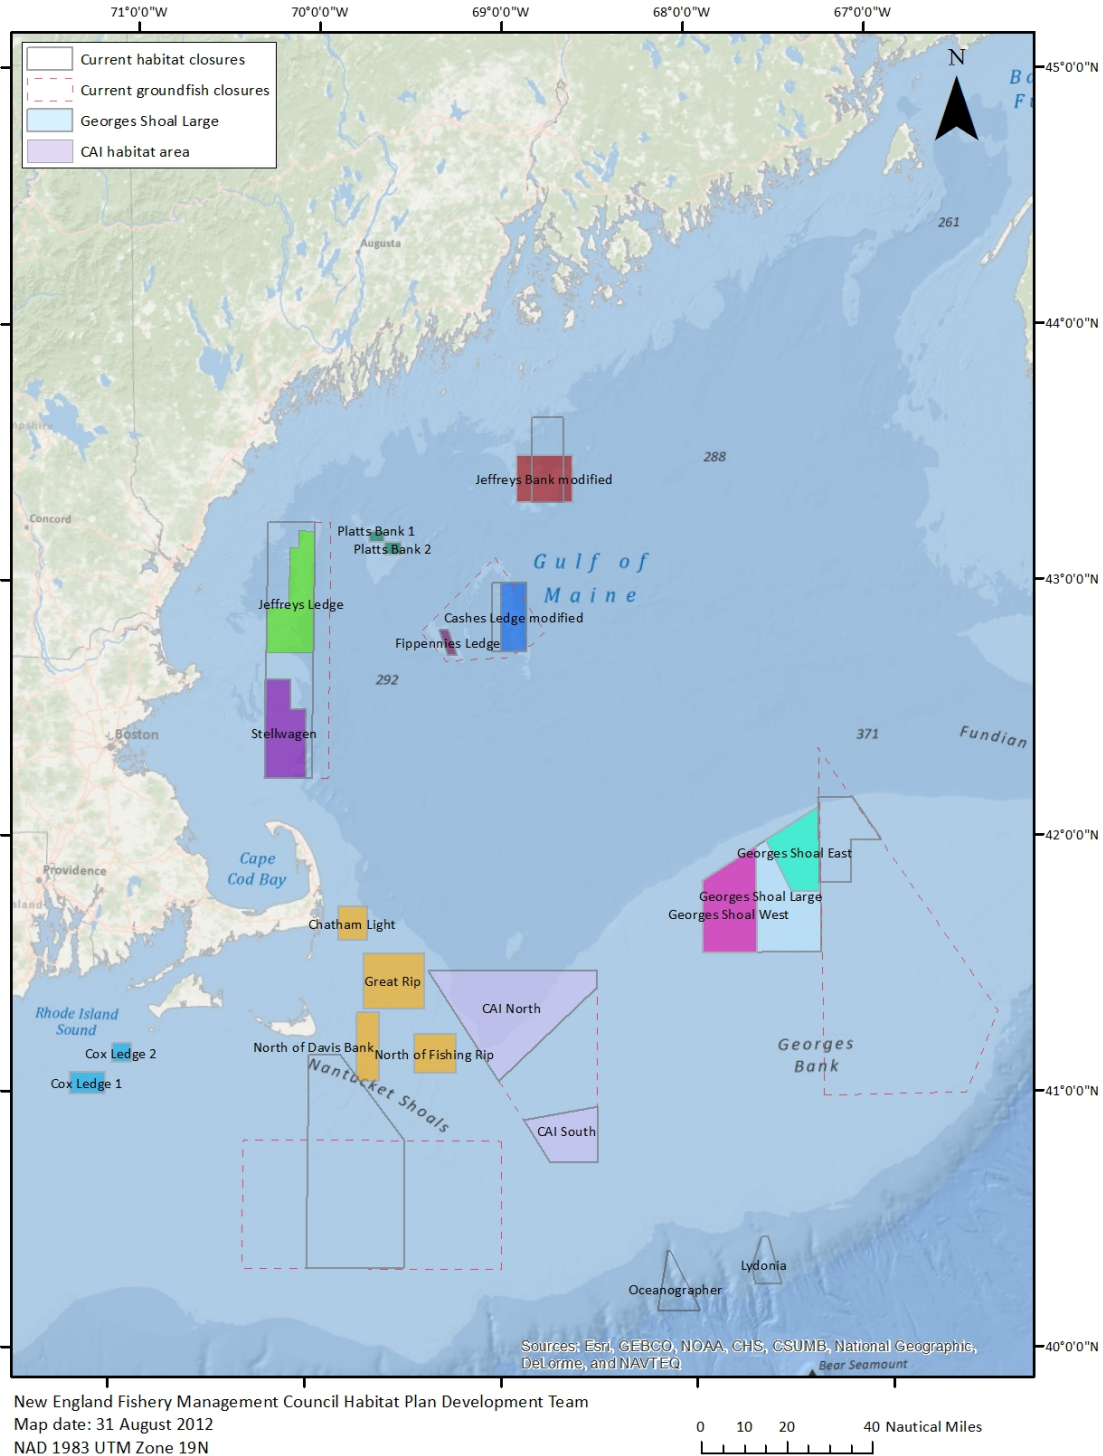 71°0'0"W
70°0'0"W
69°0'0"W
68°0'0"W
67°0'0"W
Current habitat closures
Current groundfish closures
Georges Shoal Large
CAI habitat area
N
45°0'0"N
261
Augusta
44°0'0"N
288
Jeffreys Bank modified
Concord
Platts Bank 1
Platts Bank 2
Gulf of
Maine
43°0'0"N
Jeffreys Ledge
Cashes Ledge modified
Fippennies Ledge
292
Stellwagen
Boston
371
Fundian
42°0'0"N
Cape
Cod Bay
Providence
Georges Shoal East
Georges Shoal Large
Georges Shoal West
Chatham Light
Great Rip
CAI North
Rhode Island
Sound
Cox Ledge 2
Cox Ledge 1
North of Davis Bank
North of Fishing Rip
Nantucket Shoals
Georges
Bank
41°0'0"N
CAI South
Lydonia
Oceanographer
40°0'0"N
Sources: Esri, GEBCO, NOAA, CHS, CSUMB, National Geographic,
DeLorme, and NAVTEQ
Bear Seamount
New England Fishery Management Council Habitat Plan Development Team
Map date: 31 August 2012
NAD 1983 UTM Zone 19N
0 10 20 40 Nautical Miles